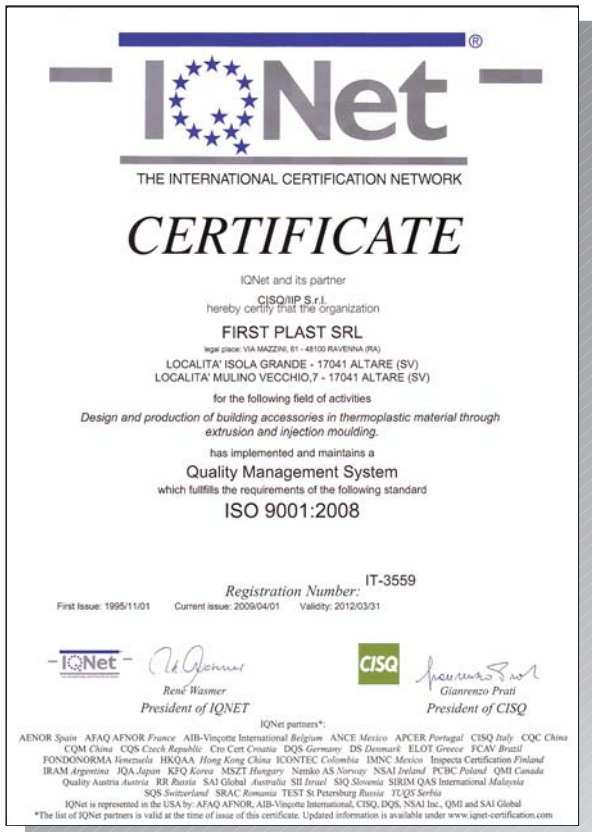 IQNet®
THE INTERNATIONAL CERTIFICATION NETWORK
CERTIFICATE
IQNet and its partner
CISQ/IIP S.r.l.
hereby certify that the organization
FIRST PLAST SRL
legal place: VIA MAZZINI, 61 - 48100 RAVENNA (RA)
LOCALITA' ISOLA GRANDE - 17041 ALTARE (SV)
LOCALITA' MULINO VECCHIO,7 - 17041 ALTARE (SV)
for the following field of activities
Design and production of building accessories in thermoplastic material through
extrusion and injection moulding.
has implemented and maintains a
Quality Management System
which fullfills the requirements of the following standard
ISO 9001:2008
Registration Number: IT-3559
First Issue: 1995/11/01 Current issue: 2009/04/01 Validity: 2012/03/31
IQNet
CISQ
René Wasmer
President of IQNET
Gianrenzo Prati
President of CISQ
IQNet partners*:
AENOR Spain AFAQ AFNOR France AIB-Vinçotte International Belgium ANCE Mexico APCER Portugal CISQ Italy CQC China
CQM China CQS Czech Republic Cro Cert Croatia DQS Germany DS Denmark ELOT Greece FCAV Brazil
FONDONORMA Venezuela HKQAA Hong Kong China ICONTEC Colombia IMNC Mexico Inspecta Certification Finland
IRAM Argentina JQA Japan KFQ Korea MSZT Hungary Nemko AS Norway NSAI Ireland PCBC Poland QMI Canada
Quality Austria Austria RR Russia SAI Global Australia SII Israel SIQ Slovenia SIRIM QAS International Malaysia
SQS Switzerland SRAC Romania TEST St Petersburg Russia YUQS Serbia
IQNet is represented in the USA by: AFAQ AFNOR, AIB-Vinçotte International, CISQ, DQS, NSAI Inc., QMI and SAI Global
*The list of IQNet partners is valid at the time of issue of this certificate. Updated information is available under www.iqnet-certification.com